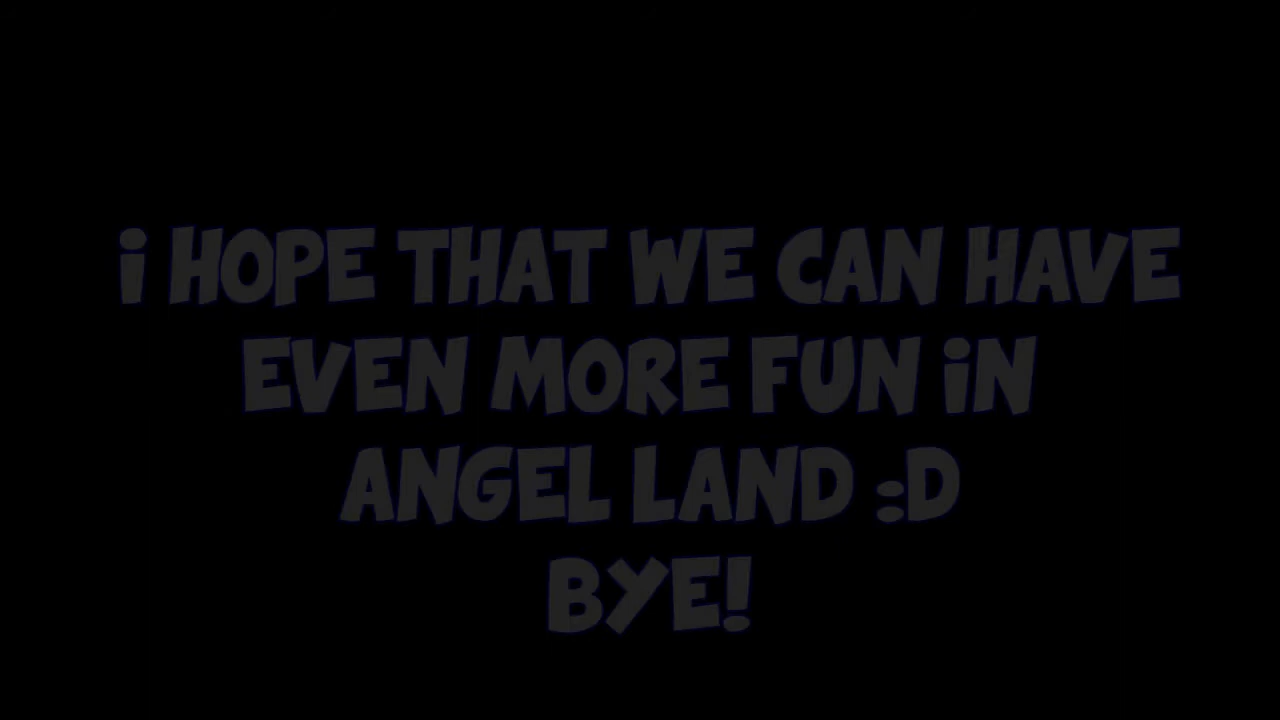 i HOPE THAT WE CAN HAVE
EVEN MORE FUN iN
ANGEL LAND :D
BYE!